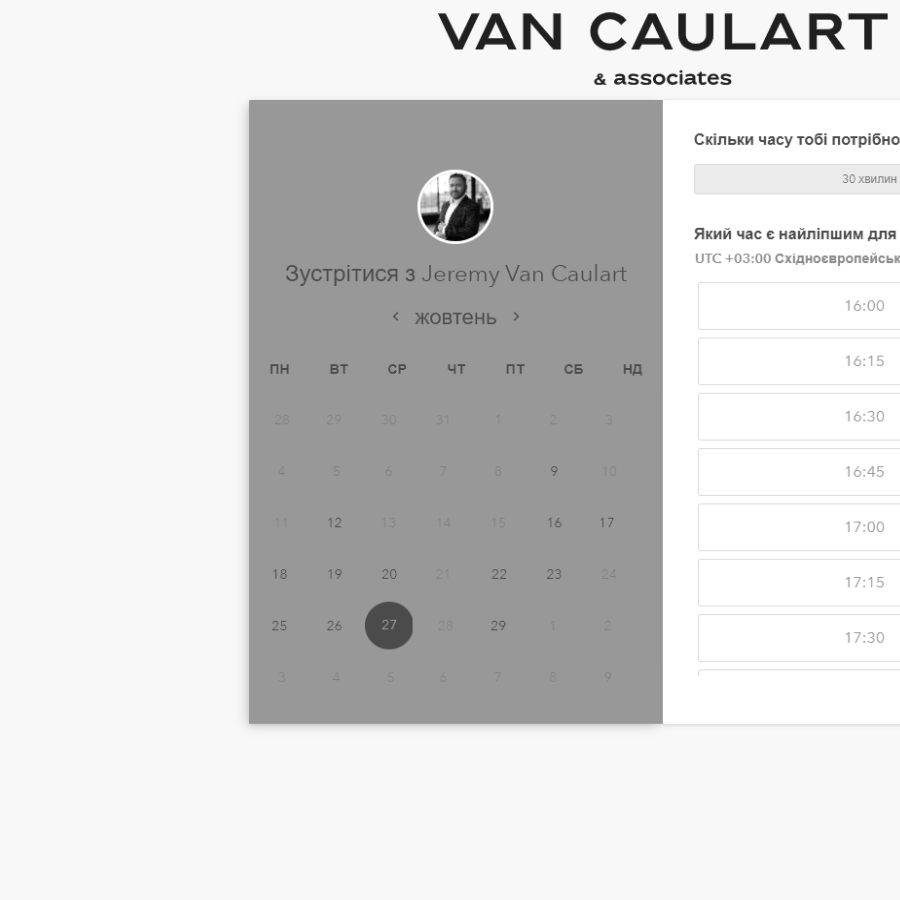 VAN CAULART
& associates
Зустрітися з Jeremy Van Caulart
жовтень
ПН ВТ СР ЧТ ПТ СБ НД
28 29 30 31 1 2 3
4 5 6 7 8 9 10
11 12 13 14 15 16 17
18 19 20 21 22 23 24
25 26 27 28 29 1 2
3 4 5 6 7 8 9
Скільки часу тобі потрібно
30 хвилин
Який час є найліпшим для
UTC +03:00 Східноєвропейськ
16:00
16:15
16:30
16:45
17:00
17:15
17:30